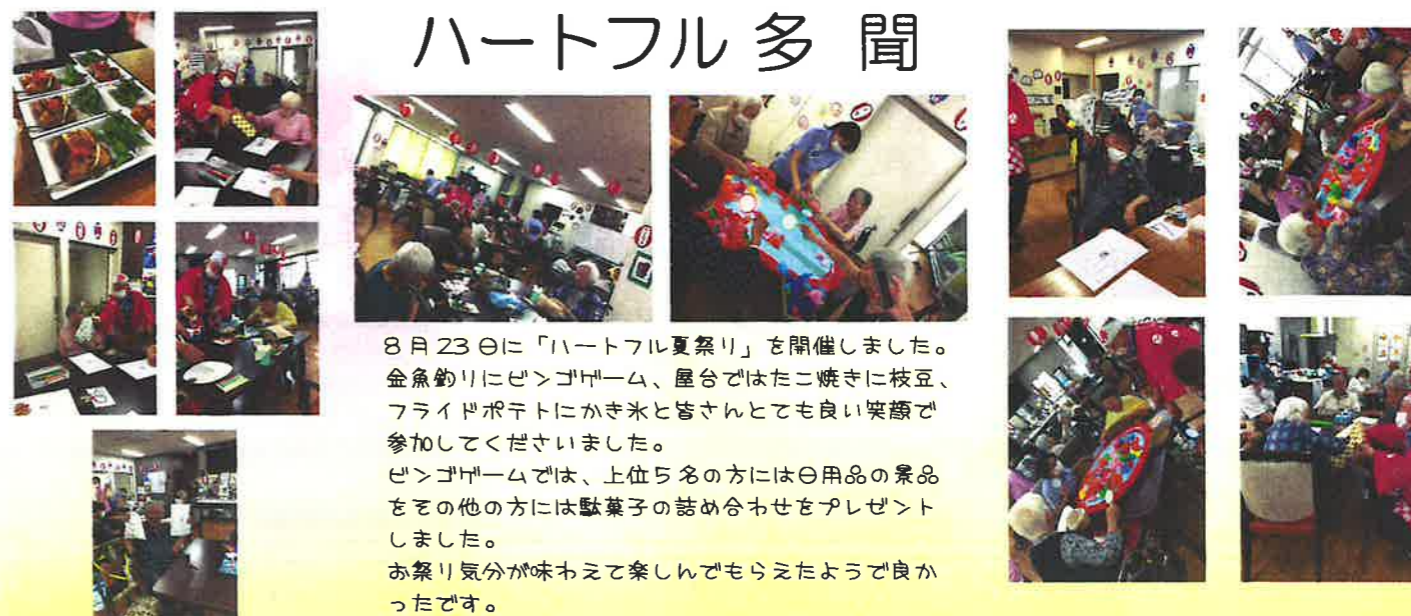 ハートフル多 聞
8月23日に「ハートフル夏祭り」を開催しました。
金魚釣りにビンゴゲーム、屋台ではたこ焼きに枝豆、
フライドポテトにかき氷と皆さんとても良い笑顔で
参加してくださいました。
ビンゴゲームでは、上位5名の方には日用品の景品
をその他の方には駄菓子の詰め合わせをプレゼント
しました。
お祭り気分が味わえて楽しんでもらえたようで良か
ったです。